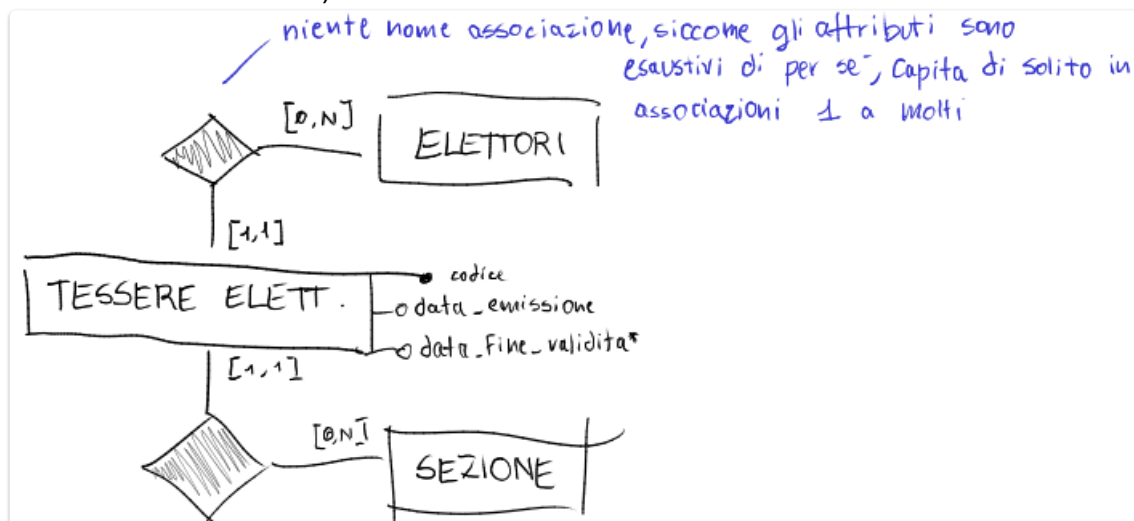 niente nome associazione, siccome gli attributi sono
esaustivi di per se, Capita di solito in
associazioni 1 a molti
[0,N]
ELETTORI
[1,1]
TESSERE ELETT.
codice
data_emissione
data_fine_validita*
[1,1]
[0,N]
SEZIONE